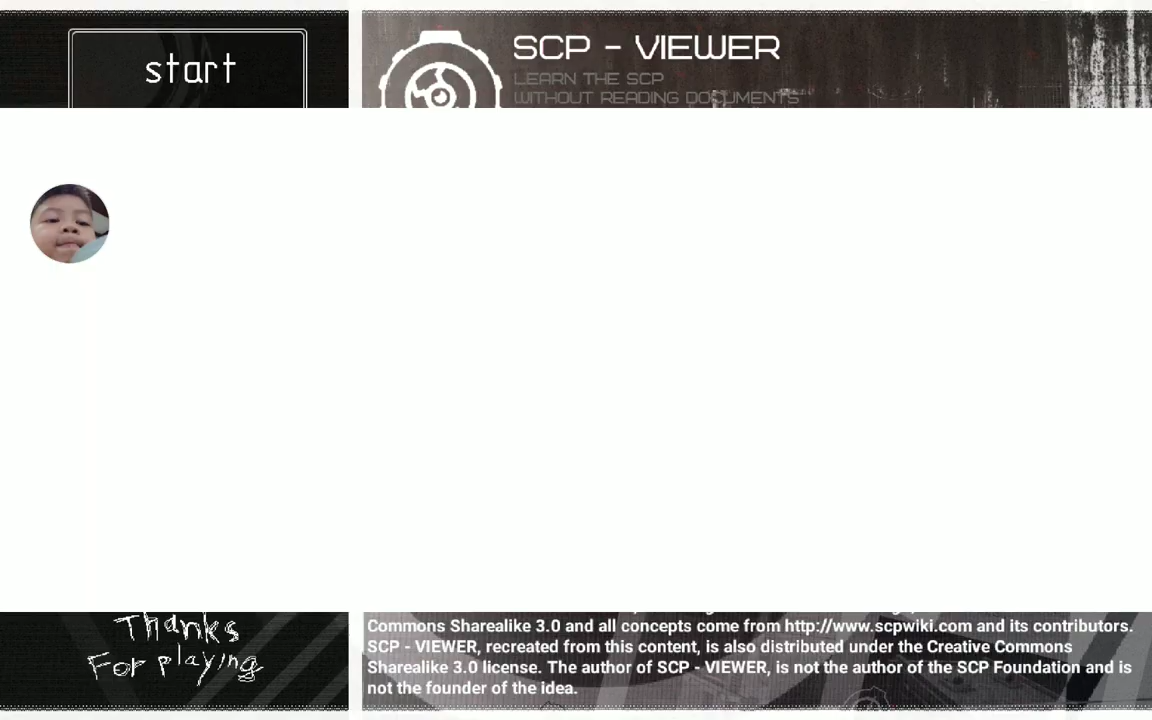 start
SCP - VIEWER
LEARN THE SCP
WITHOUT READING DOCUMENTS
Thanks
For playing
Commons Sharealike 3.0 and all concepts come from http://www.scpwiki.com and its contributors.
SCP - VIEWER, recreated from this content, is also distributed under the Creative Commons
Sharealike 3.0 license. The author of SCP - VIEWER, is not the author of the SCP Foundation and is
not the founder of the idea.